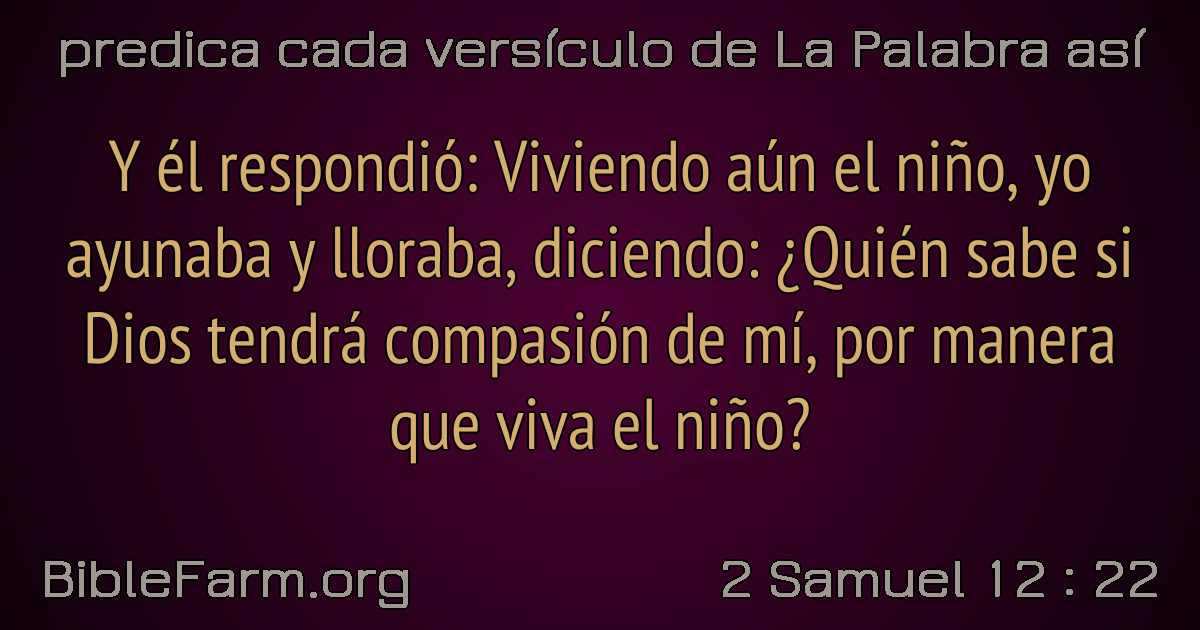 predica cada versículo de La Palabra así
Y él respondió: Viviendo aún el niño, yo
ayunaba y lloraba, diciendo: ¿Quién sabe si
Dios tendrá compasión de mí, por manera
que viva el niño?
BibleFarm.org
2 Samuel 12 : 22